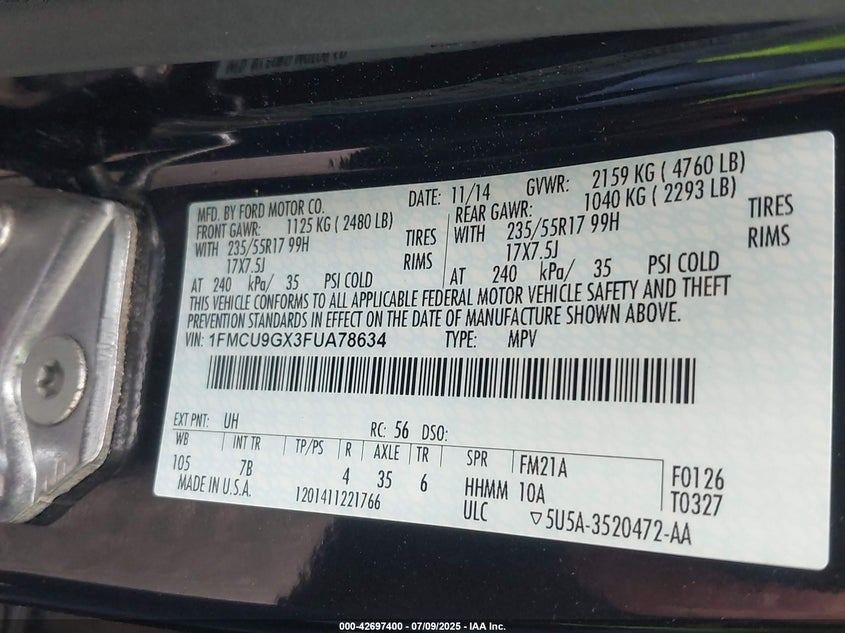 MFD. BY FORD MOTOR CO. DATE: 11/14 GVWR: 2159 KG ( 4760 LB)
FRONT GAWR: 1125 KG ( 2480 LB) REAR GAWR: 1040 KG ( 2293 LB)
WITH 235/55R17 99H TIRES WITH 235/55R17 99H TIRES
17X7.5J RIMS 17X7.5J RIMS
AT 240 kPa/ 35 PSI COLD AT 240 kPa/ 35 PSI COLD
THIS VEHICLE CONFORMS TO ALL APPLICABLE FEDERAL MOTOR VEHICLE SAFETY AND THEFT
PREVENTION STANDARDS IN EFFECT ON THE DATE OF MANUFACTURE SHOWN ABOVE.
VIN: 1FMCU9GX3FUA78634 TYPE: MPV
EXT PNT: UH RC: 56 DSO:
WB INT TR TP/PS R AXLE TR SPR FM21A F0126
105 7B 4 35 6 HHMM 10A T0327
MADE IN U.S.A. 1201411221766 ULC ▽5U5A-3520472-AA
000-42697400 - 07/09/2025 - IAA Inc.